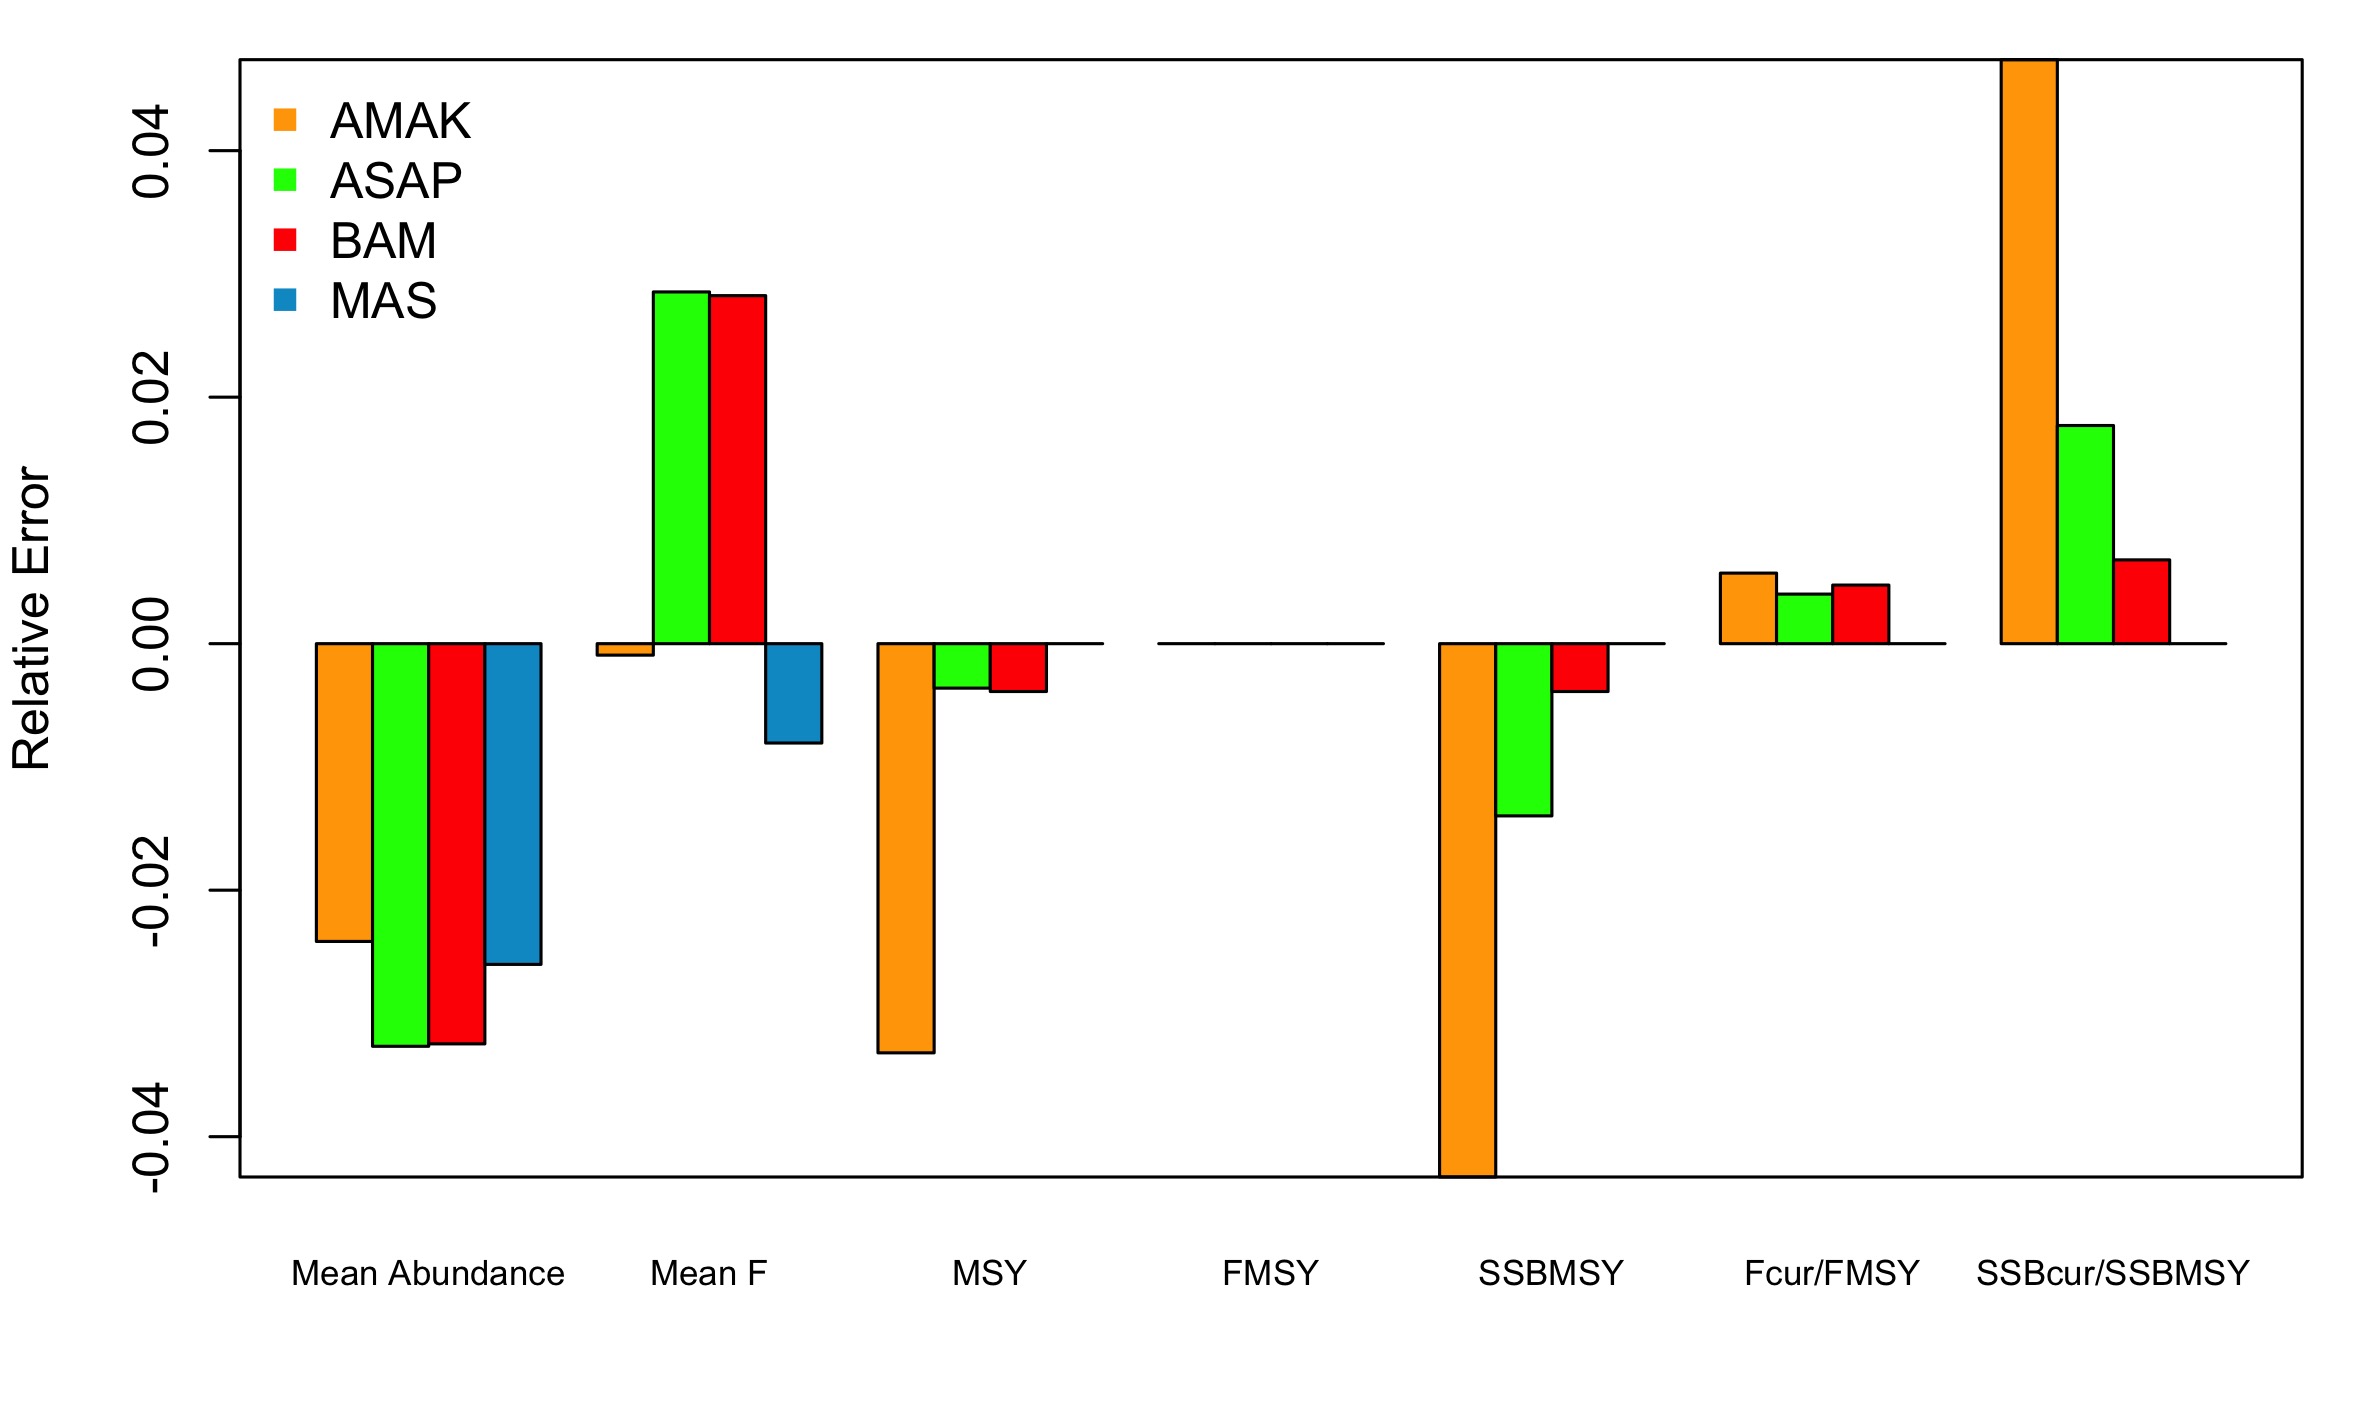 AMAK
ASAP
BAM
MAS
Relative Error
0.04
0.02
0.00
-0.02
-0.04
Mean Abundance Mean F MSY FMSY SSBMSY Fcur/FMSY SSBcur/SSBMSY